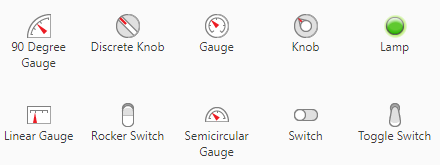 90 Degree Gauge
Discrete Knob
Gauge
Knob
Lamp
Linear Gauge
Rocker Switch
Semicircular Gauge
Switch
Toggle Switch